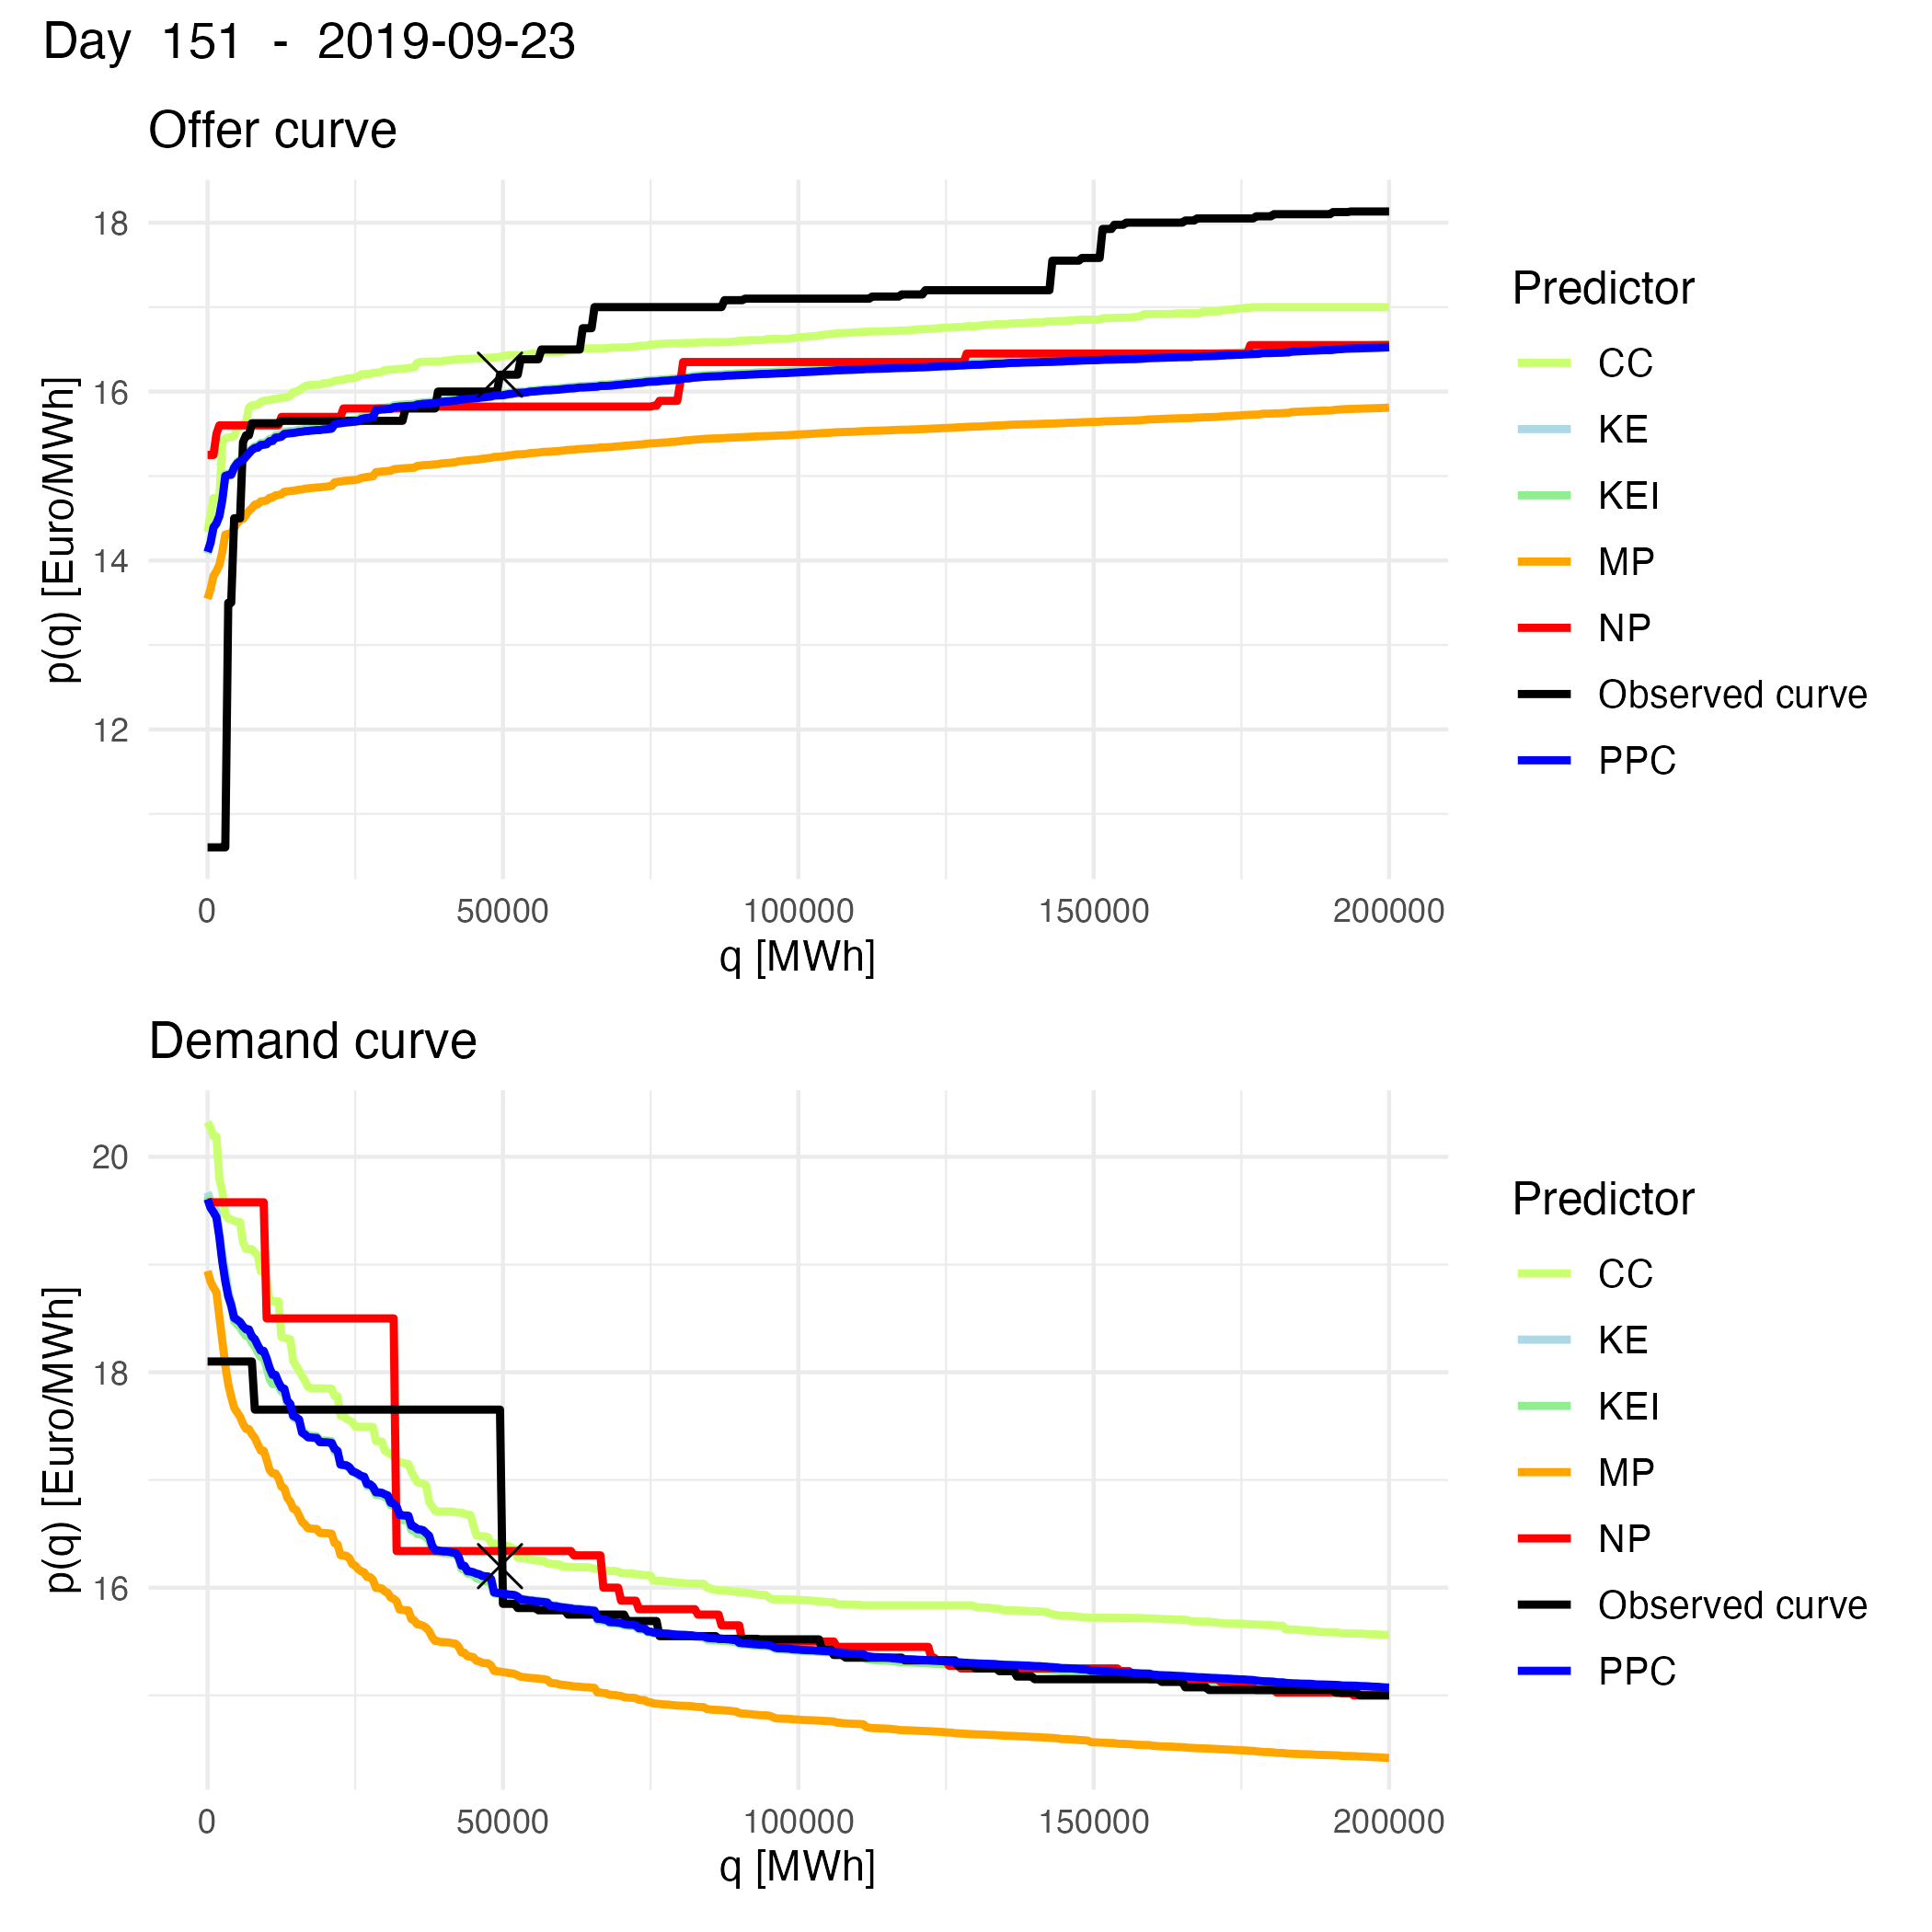 Day 151 - 2019-09-23
Offer curve
18
16
14
12
p(q) [Euro/MWh]
0 50000 100000 150000 200000
q [MWh]
Predictor
CC
KE
KEI
MP
NP
Observed curve
PPC
Demand curve
20
18
16
p(q) [Euro/MWh]
0 50000 100000 150000 200000
q [MWh]
Predictor
CC
KE
KEI
MP
NP
Observed curve
PPC